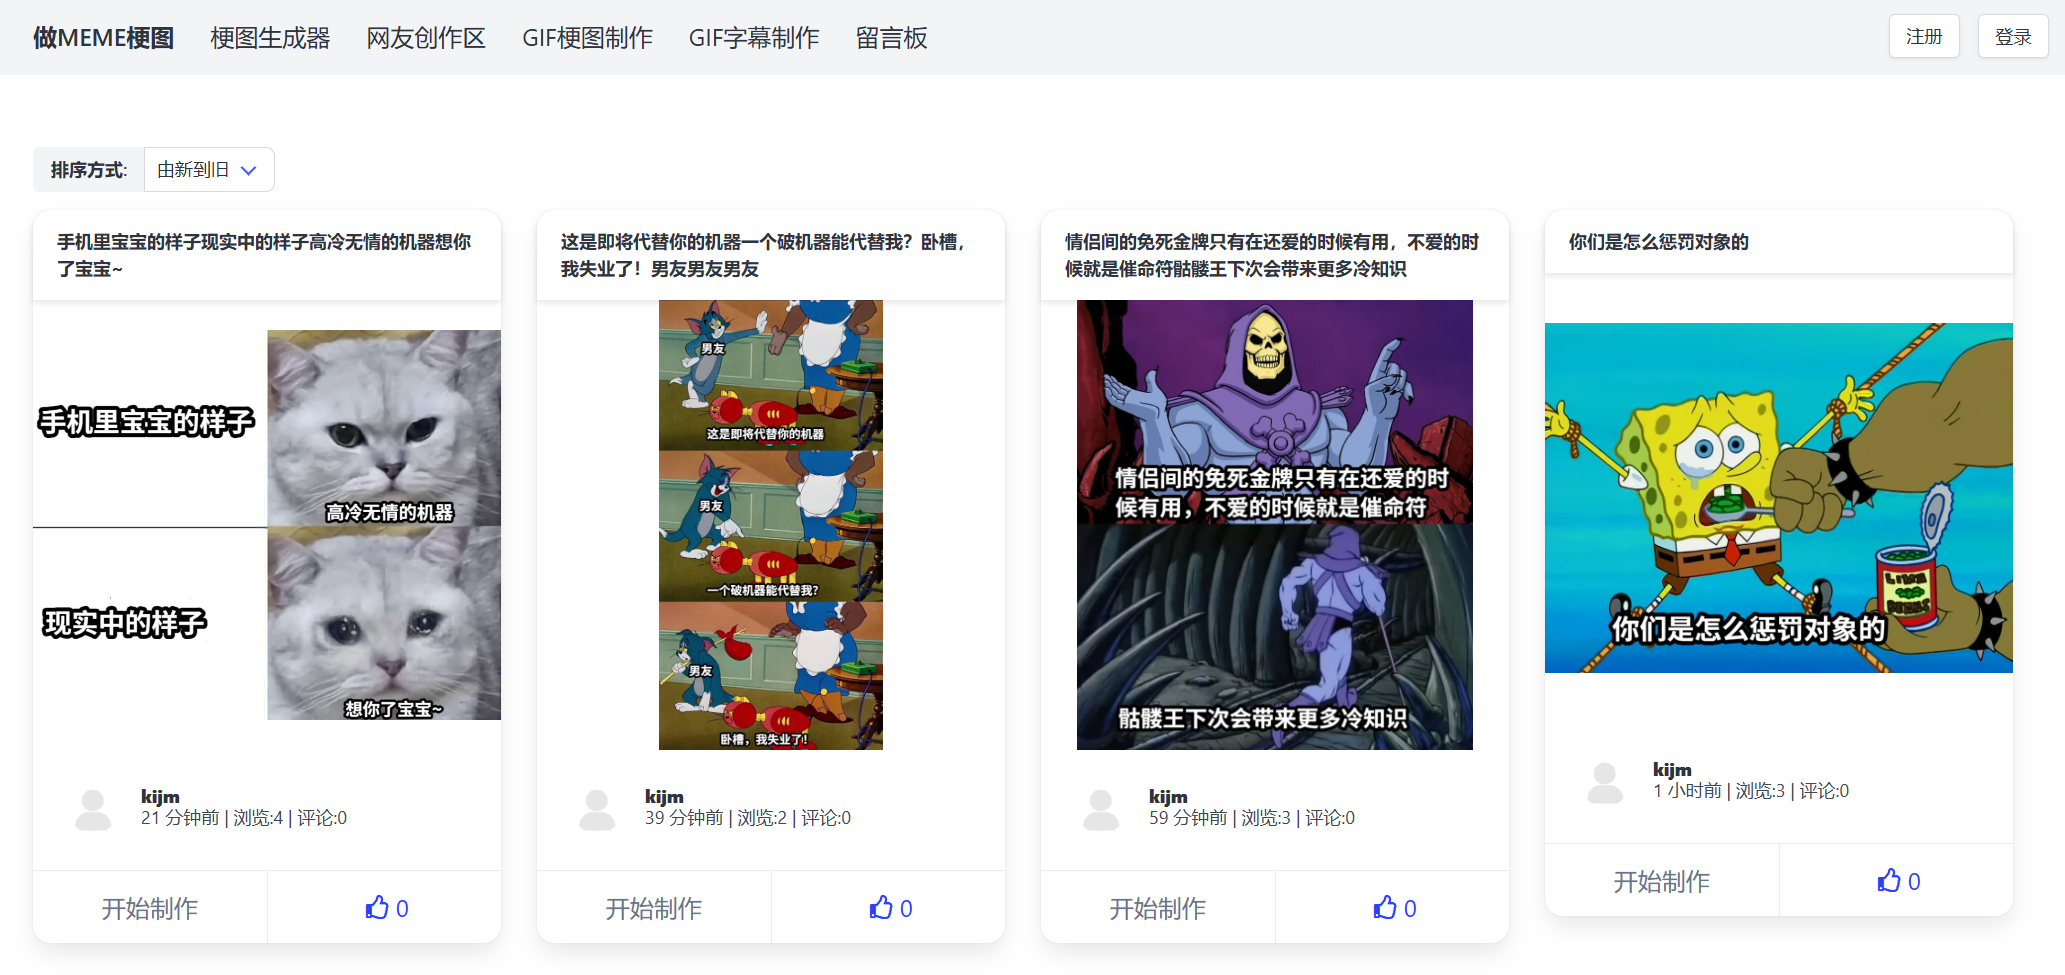 做MEME梗图 梗图生成器 网友创作区 GIF梗图制作 GIF字幕制作 留言板 注册 登录
排序方式: 由新到旧
手机里宝宝的样子现实中的样子高冷无情的机器想你
了宝宝~
手机里宝宝的样子
高冷无情的机器
现实中的样子
想你了宝宝~
kijm
21 分钟前 | 浏览:4 | 评论:0
开始制作 0
这是即将代替你的机器一个破机器能代替我？卧槽，
我失业了！男友男友男友
男友
这是即将代替你的机器
男友
一个破机器能代替我?
男友
卧槽，我失业了!
kijm
39 分钟前 | 浏览:2 | 评论:0
开始制作 0
情侣间的免死金牌只有在还爱的时候有用，不爱的时
候就是催命符骷髅王下次会带来更多冷知识
情侣间的免死金牌只有在还爱的时
候有用，不爱的时候就是催命符
骷髅王下次会带来更多冷知识
kijm
59 分钟前 | 浏览:3 | 评论:0
开始制作 0
你们是怎么惩罚对象的
LIMA
BEANS
你们是怎么惩罚对象的
kijm
1 小时前 | 浏览:3 | 评论:0
开始制作 0